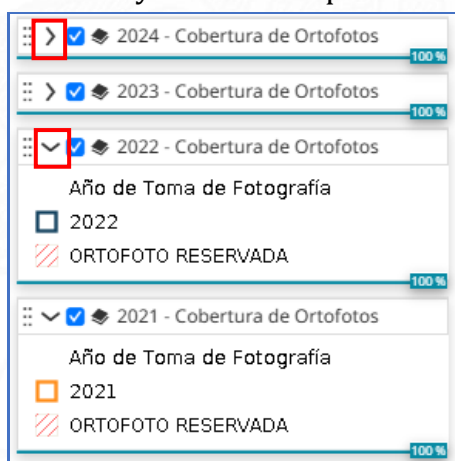 2024 - Cobertura de Ortofotos
100 %
2023 - Cobertura de Ortofotos
100 %
2022 - Cobertura de Ortofotos
Año de Toma de Fotografía
2022
ORTOFOTO RESERVADA
100 %
2021 - Cobertura de Ortofotos
Año de Toma de Fotografía
2021
ORTOFOTO RESERVADA
100 %